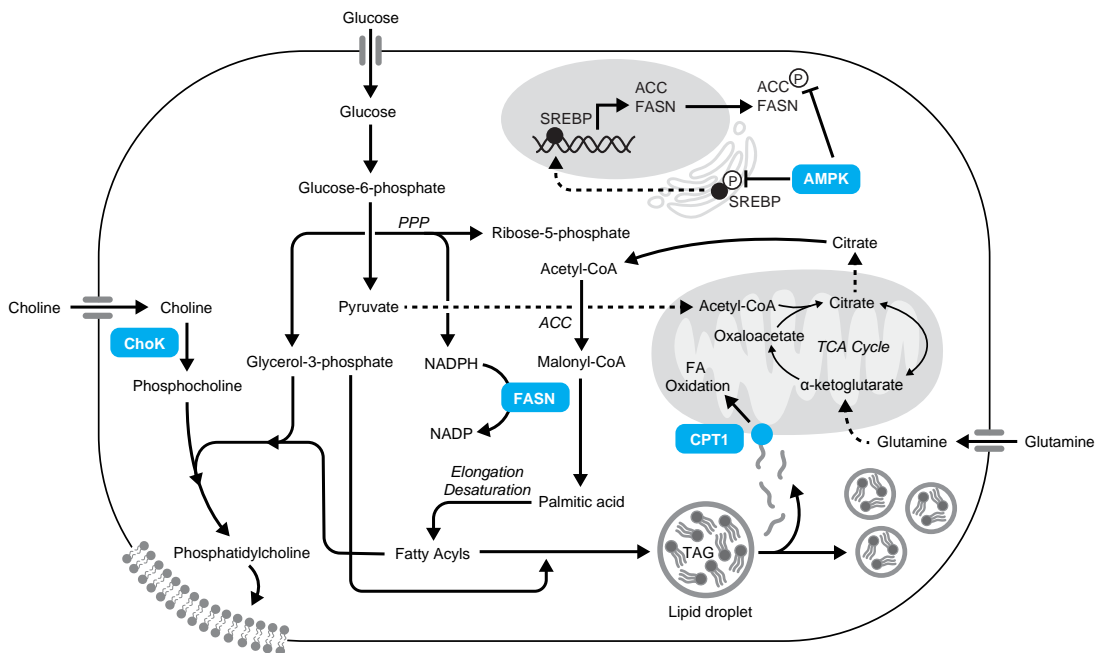 Glucose
Glucose
Glucose-6-phosphate
PPP
Ribose-5-phosphate
ACC
FASN
SREBP
ACC
P
FASN
P
SREBP
AMPK
Citrate
Acetyl-CoA
Choline
Choline
ChoK
Phosphocholine
Pyruvate
Acetyl-CoA
Citrate
Oxaloacetate
TCA Cycle
α-ketoglutarate
ACC
Glycerol-3-phosphate
NADPH
Malonyl-CoA
FA
Oxidation
FASN
NADP
CPT1
Glutamine
Glutamine
Elongation
Desaturation
Palmitic acid
Phosphatidylcholine
Fatty Acyls
TAG
Lipid droplet